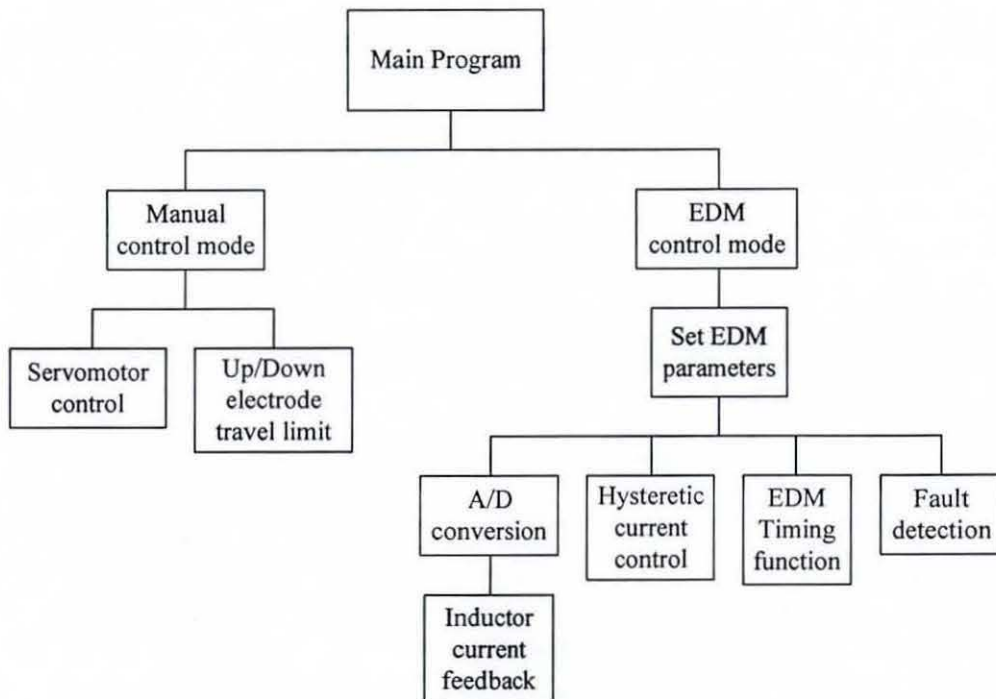 Main Program
Manual
control mode
EDM
control mode
Servomotor
control
Up/Down
electrode
travel limit
Set EDM
parameters
A/D
conversion
Hysteretic
current
control
EDM
Timing
function
Fault
detection
Inductor
current
feedback